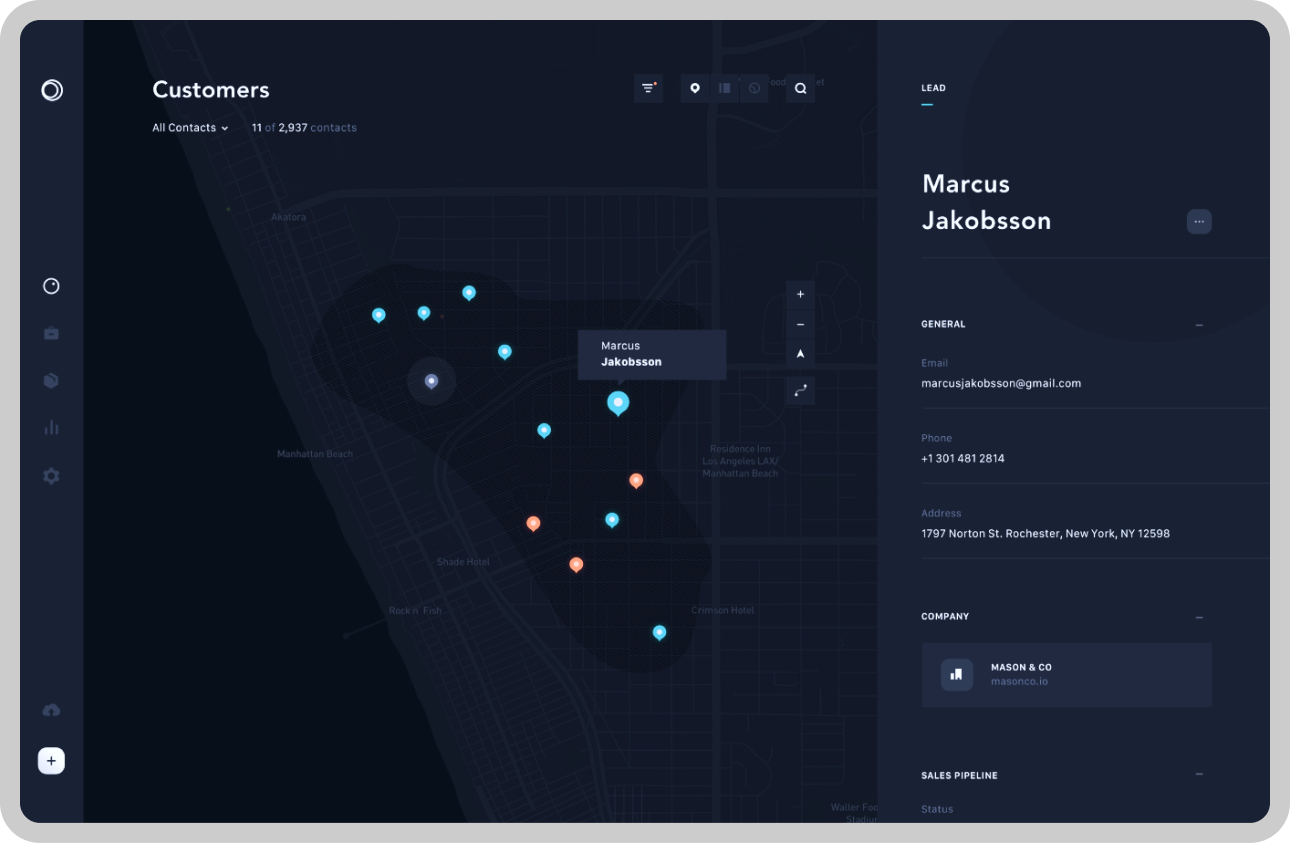 Customers
All Contacts
11 of 2,937 contacts
Akatora
Marcus
Jakobsson
Manhattan Beach
Residence Inn
Los Angeles LAX/
Manhattan Beach
Shade Hotel
Rock n' Fish
Crimson Hotel
LEAD
Marcus
Jakobsson
GENERAL
Email
marcusjakobsson@gmail.com
Phone
+1 301 481 2814
Address
1797 Norton St. Rochester, New York, NY 12598
COMPANY
MASON & CO
masonco.io
SALES PIPELINE
Status
Waller Foo
Stadiur